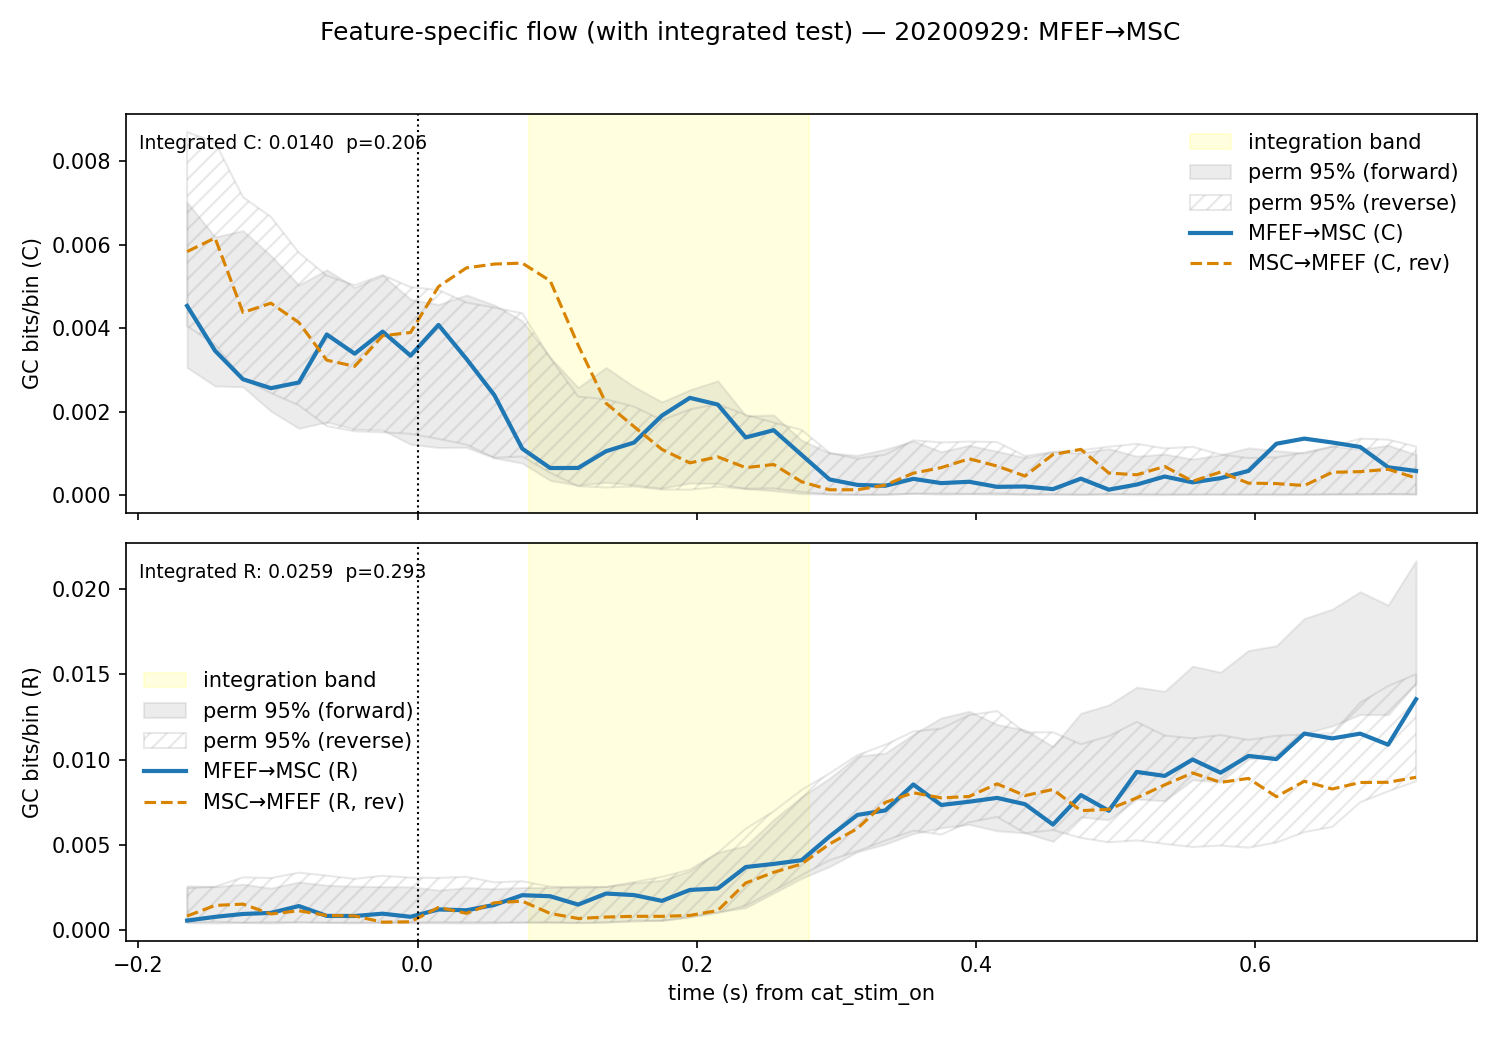 Feature-specific flow (with integrated test) — 20200929: MFEF→MSC
Integrated C: 0.0140  p=0.206
GC bits/bin (C)
0.008
0.006
0.004
0.002
0.000
integration band
perm 95% (forward)
perm 95% (reverse)
MFEF→MSC (C)
MSC→MFEF (C, rev)
Integrated R: 0.0259  p=0.293
GC bits/bin (R)
0.020
0.015
0.010
0.005
0.000
integration band
perm 95% (forward)
perm 95% (reverse)
MFEF→MSC (R)
MSC→MFEF (R, rev)
−0.2
0.0
0.2
0.4
0.6
time (s) from cat_stim_on